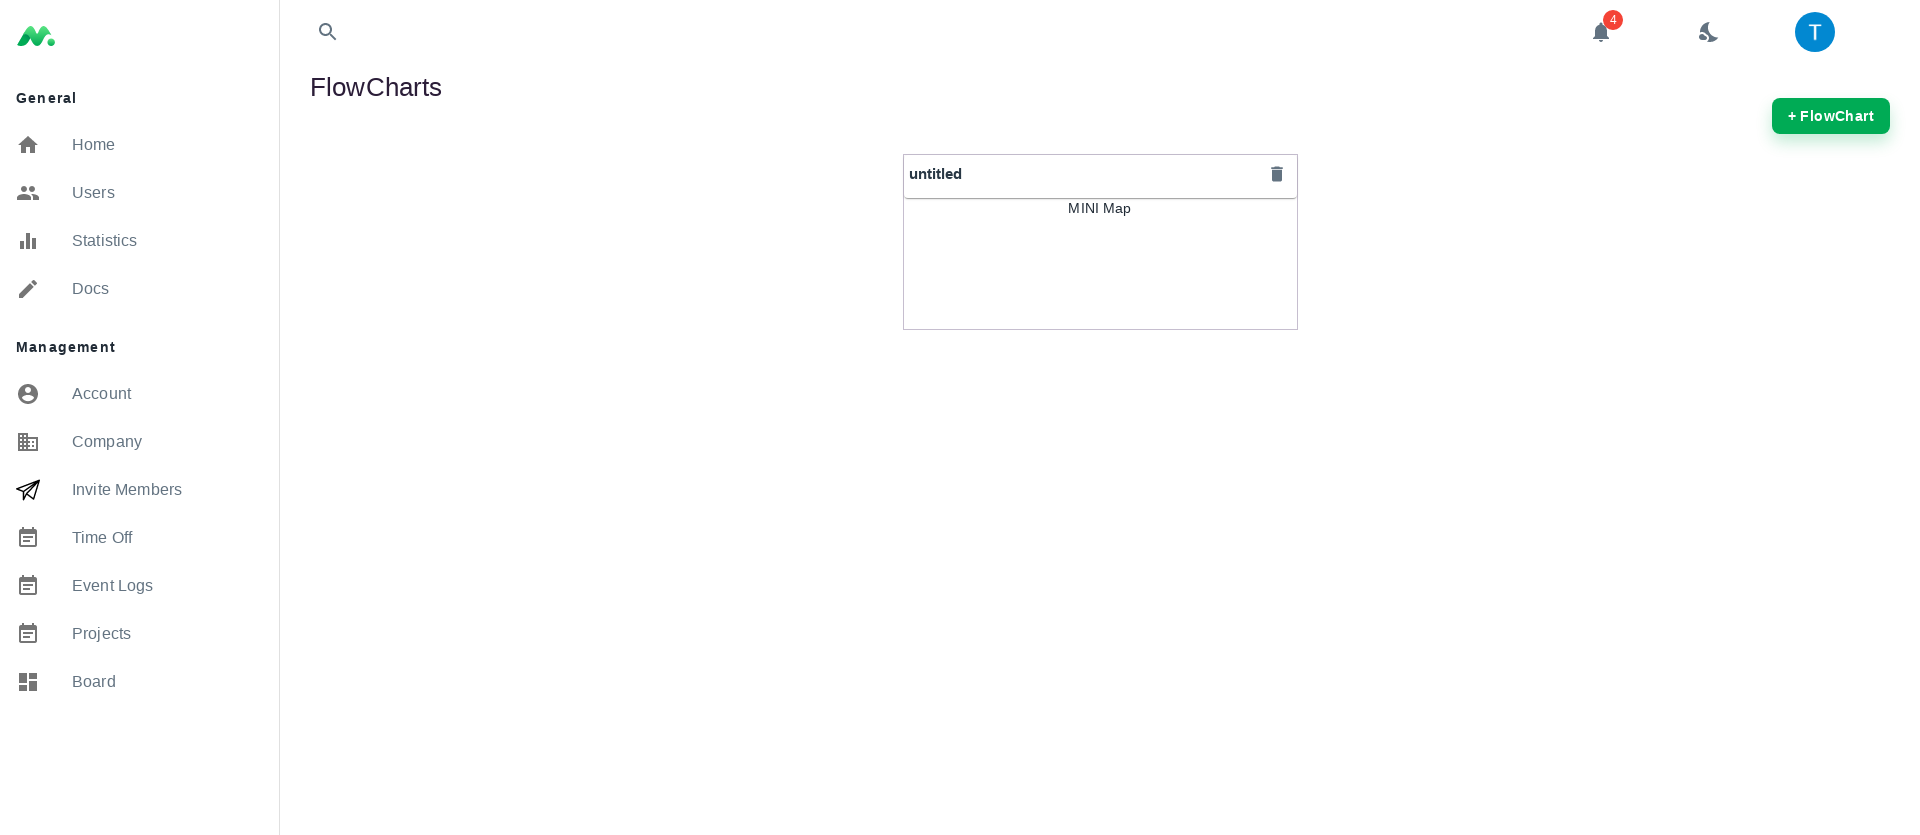 4
T
FlowCharts
+ FlowChart
General
Home
Users
Statistics
Docs
Management
Account
Company
Invite Members
Time Off
Event Logs
Projects
Board
untitled
MINI Map